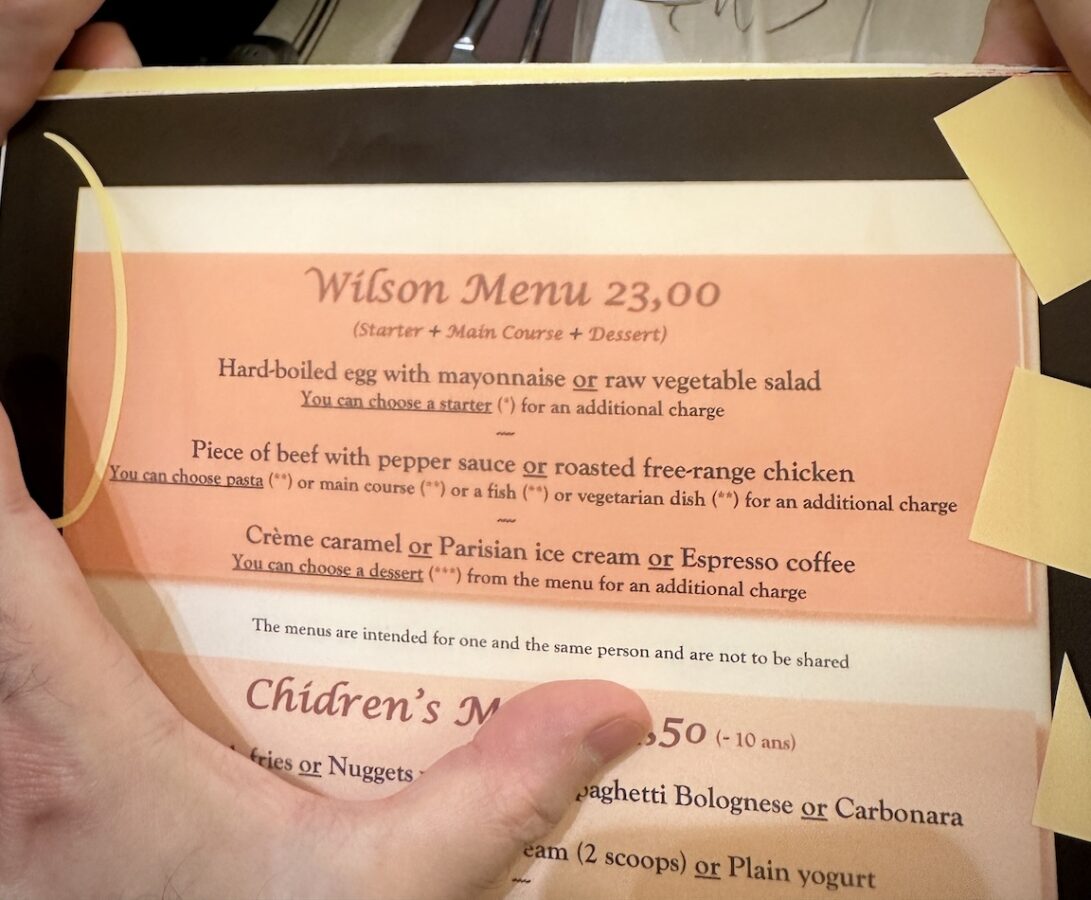 Wilson Menu 23,00
(Starter + Main Course + Dessert)
Hard-boiled egg with mayonnaise or raw vegetable salad
You can choose a starter (*) for an additional charge
~
Piece of beef with pepper sauce or roasted free-range chicken
You can choose pasta (**) or main course (**) or a fish (**) or vegetarian dish (**) for an additional charge
~
Crème caramel or Parisian ice cream or Espresso coffee
You can choose a dessert (***) from the menu for an additional charge
The menus are intended for one and the same person and are not to be shared
Chidren's ,50 (- 10 ans)
fries or Nuggets Bolognese or Carbonara
(2 scoops) or Plain yogurt
~